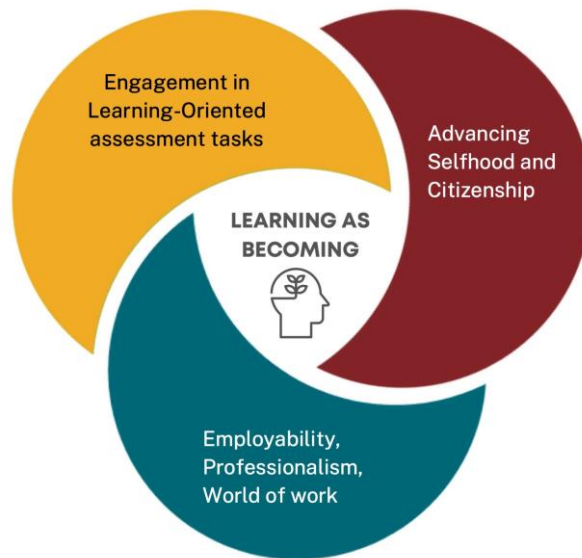 Engagement in
Learning-Oriented
assessment tasks
Advancing
Selfhood and
Citizenship
LEARNING AS
BECOMING
Employability,
Professionalism,
World of work